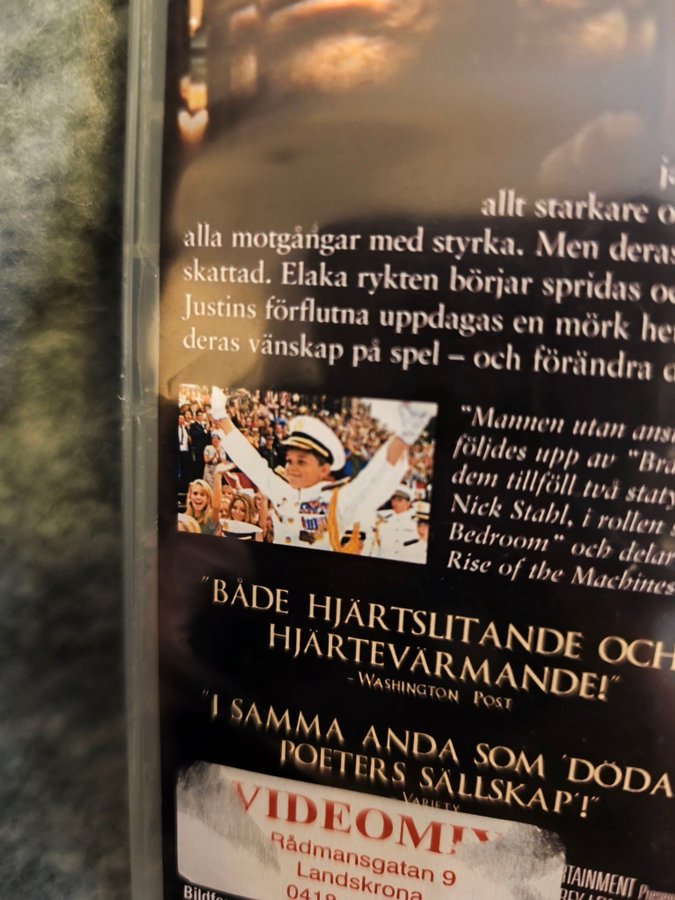 allt starkare
alla motgångar med styrka. Men deras
skattad. Elaka rykten börjar spridas
Justins förflutna uppdagas en mörk
deras vänskap på spel – och förändra
"Mannen utan
följdes upp av
dem tillföll två
Nick Stahl, i rollen
Bedroom" och delar
Rise of the Machines
"BÅDE HJÄRTSLITANDE OCH
HJÄRTEVÄRMANDE!"
- WASHINGTON POST
"I SAMMA ANDA SOM 'DÖDA
POETERS SÄLLSKAP'!"
VARIETY
VIDEOMIX
Rådmansgatan 9
Landskrona
0418